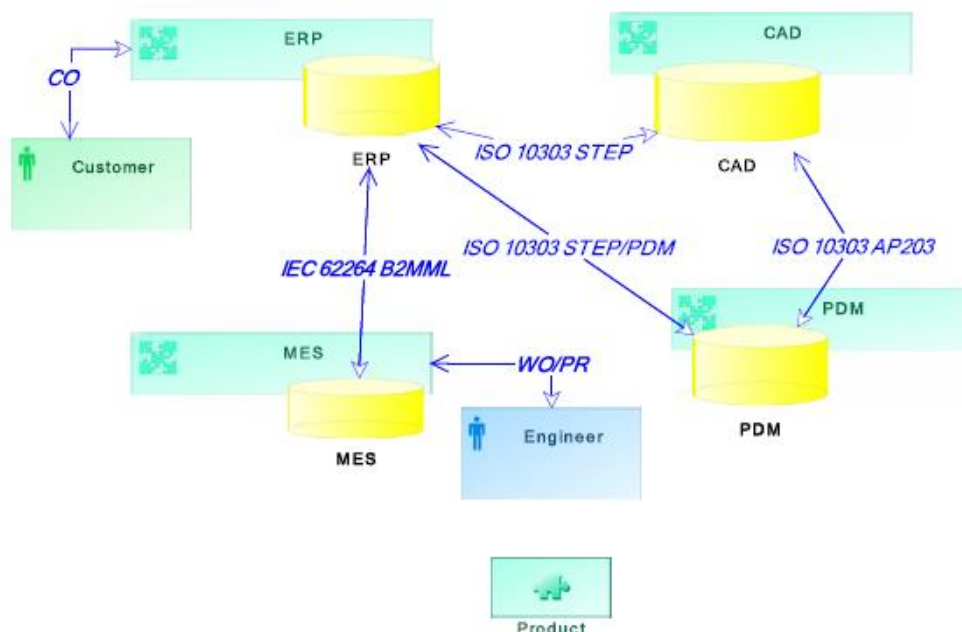 ERP
CAD
CO
Customer
ERP
ISO 10303 STEP
CAD
ISO 10303 STEP/PDM
ISO 10303 AP203
IEC 62264 B2MML
PDM
MES
WO/PR
Engineer
PDM
MES
Product